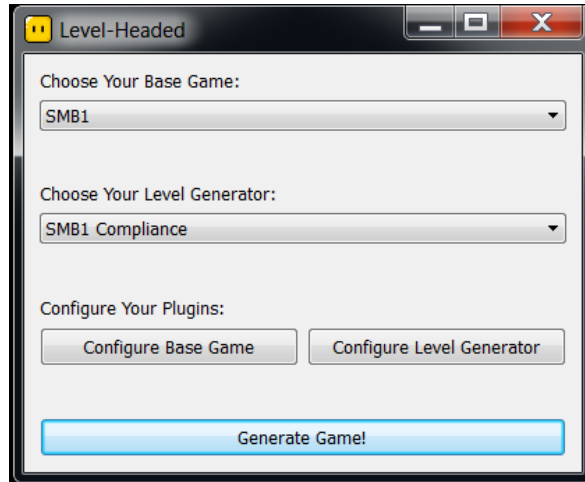 Level-Headed
Choose Your Base Game:
SMB1
Choose Your Level Generator:
SMB1 Compliance
Configure Your Plugins:
Configure Base Game Configure Level Generator
Generate Game!